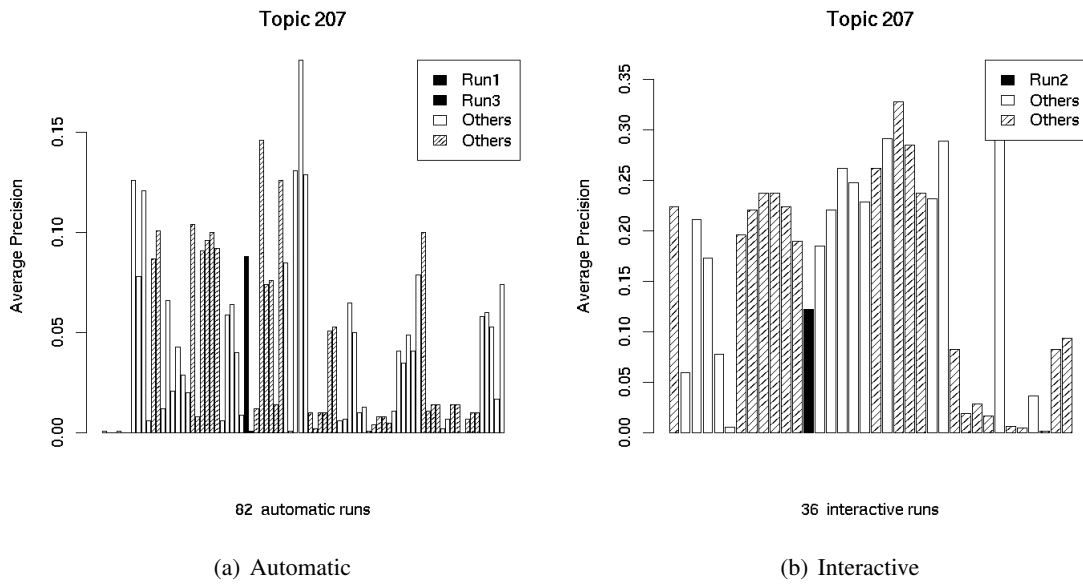 Topic 207
Average Precision
0.00
0.05
0.10
0.15
Run1
Run3
Others
Others
82 automatic runs
(a) Automatic
Topic 207
Average Precision
0.00
0.05
0.10
0.15
0.20
0.25
0.30
0.35
Run2
Others
Others
36 interactive runs
(b) Interactive